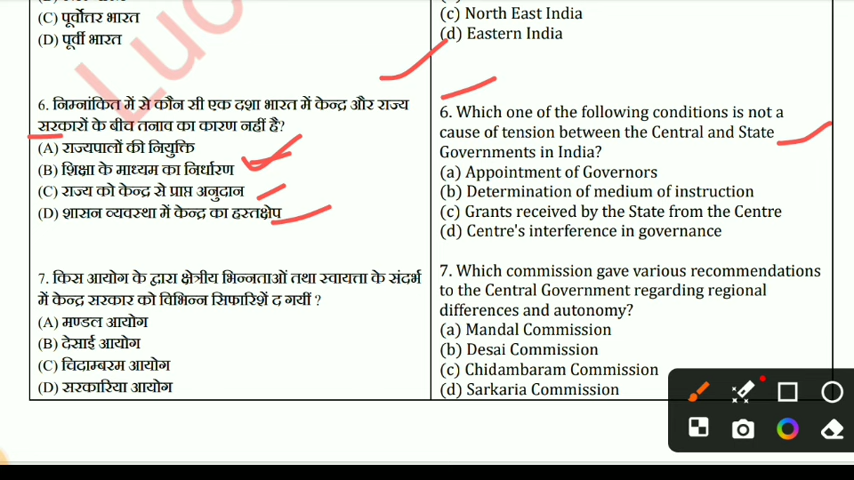 (C) पूर्वोत्तर भारत
(D) पूर्वी भारत
6. निम्नांकित में से कौन सी एक दशा भारत में केन्द्र और राज्य
सरकारों के बीच तनाव का कारण नहीं है?
(A) राज्यपालों की नियुक्ति
(B) शिक्षा के माध्यम का निर्धारण
(C) राज्य को केन्द्र से प्राप्त अनुदान
(D) शासन व्यवस्था में केन्द्र का हस्तक्षेप
7. किस आयोग के द्वारा क्षेत्रीय भिन्नताओं तथा स्वायता के संदर्भ
में केन्द्र सरकार को विभिन्न सिफारिशें द गयीं ?
(A) मण्डल आयोग
(B) देसाई आयोग
(C) चिदाम्बरम आयोग
(D) सरकारिया आयोग
(c) North East India
(d) Eastern India
6. Which one of the following conditions is not a
cause of tension between the Central and State
Governments in India?
(a) Appointment of Governors
(b) Determination of medium of instruction
(c) Grants received by the State from the Centre
(d) Centre's interference in governance
7. Which commission gave various recommendations
to the Central Government regarding regional
differences and autonomy?
(a) Mandal Commission
(b) Desai Commission
(c) Chidambaram Commission
(d) Sarkaria Commission